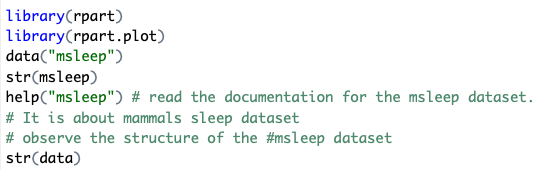 library(rpart)
library(rpart.plot)
data("msleep")
str(msleep)
help("msleep") # read the documentation for the msleep dataset.
# It is about mammals sleep dataset
# observe the structure of the #msleep dataset
str(data)